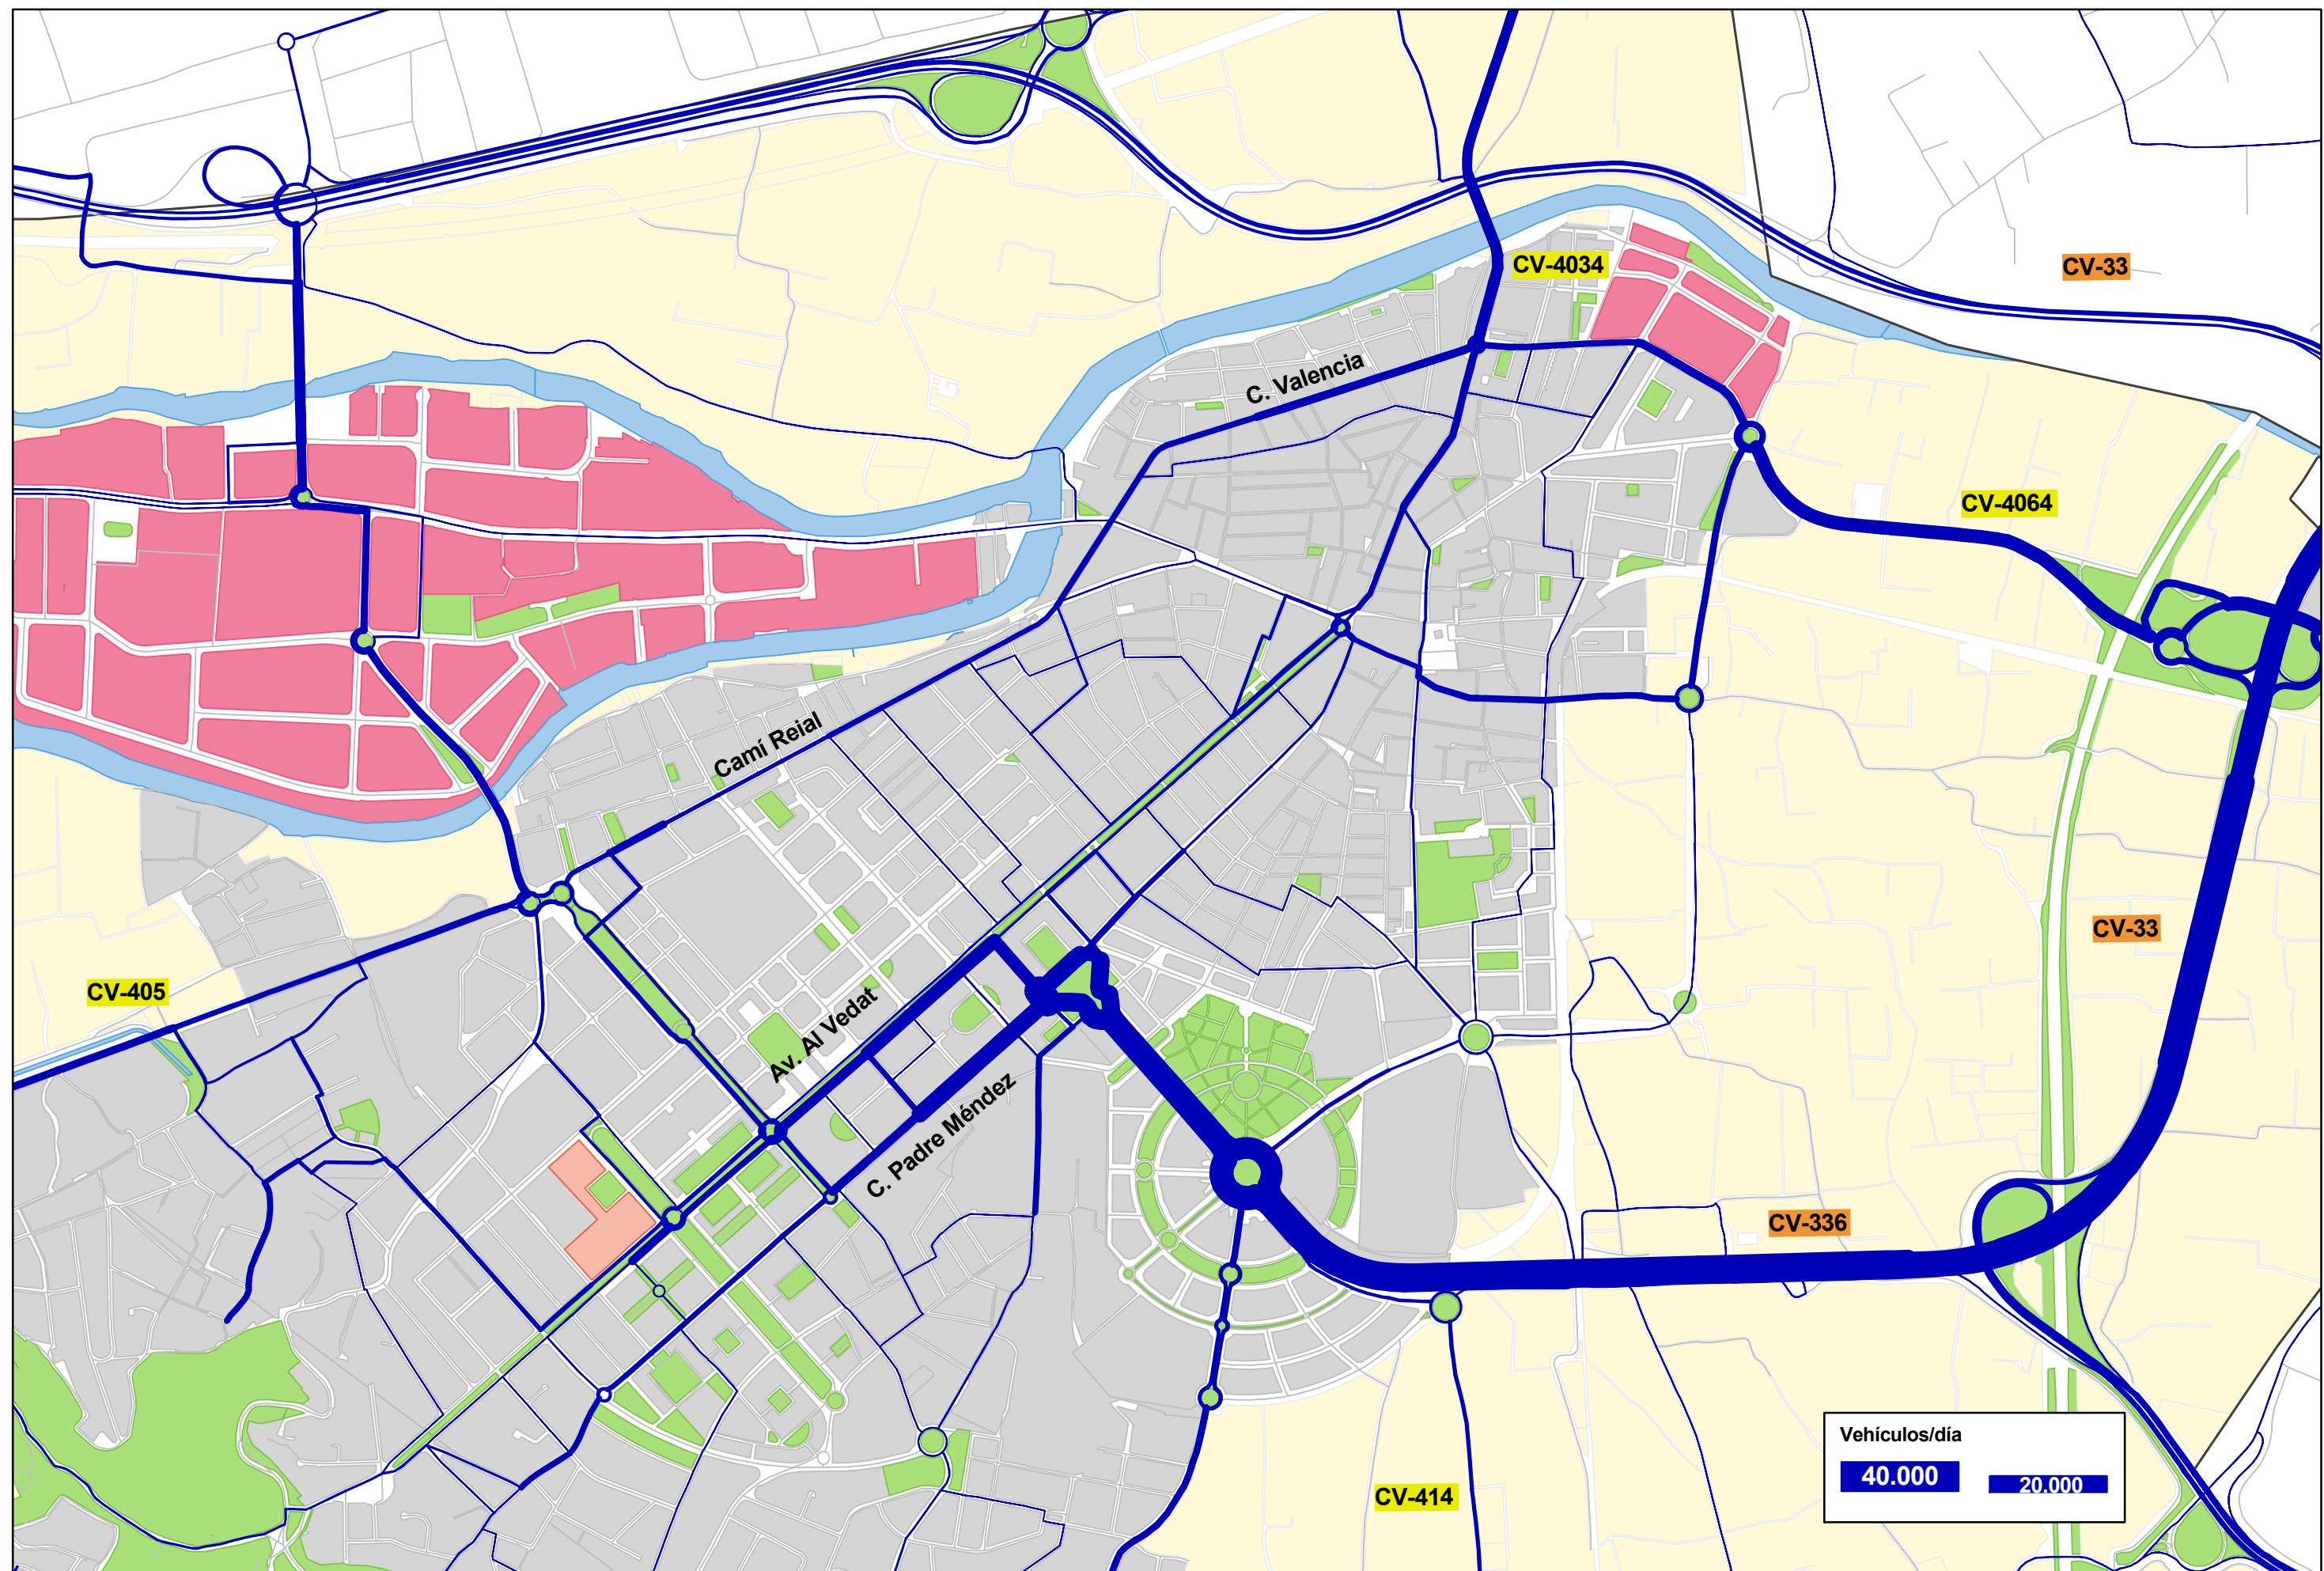 CV-4034
CV-33
C. Valencia
CV-4064
Camí Reial
CV-33
CV-405
Av. Al Vedat
C. Padre Méndez
CV-336
CV-414
Vehículos/día
40.000
20.000